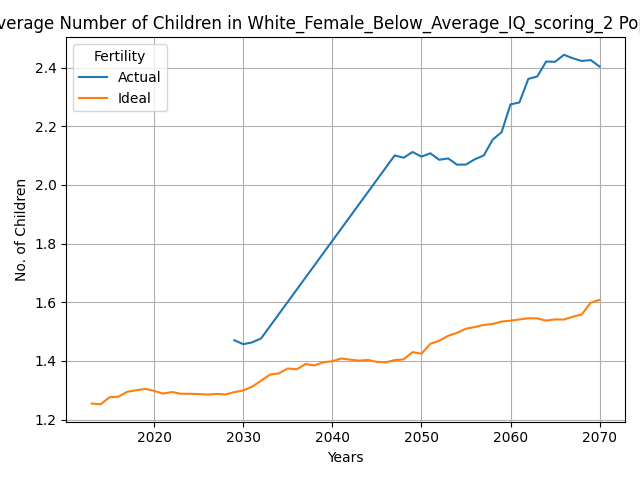 verage Number of Children in White_Female_Below_Average_IQ_scoring_2 Po
Fertility
Actual
Ideal
No. of Children
2.4
2.2
2.0
1.8
1.6
1.4
1.2
2020 2030 2040 2050 2060 2070
Years